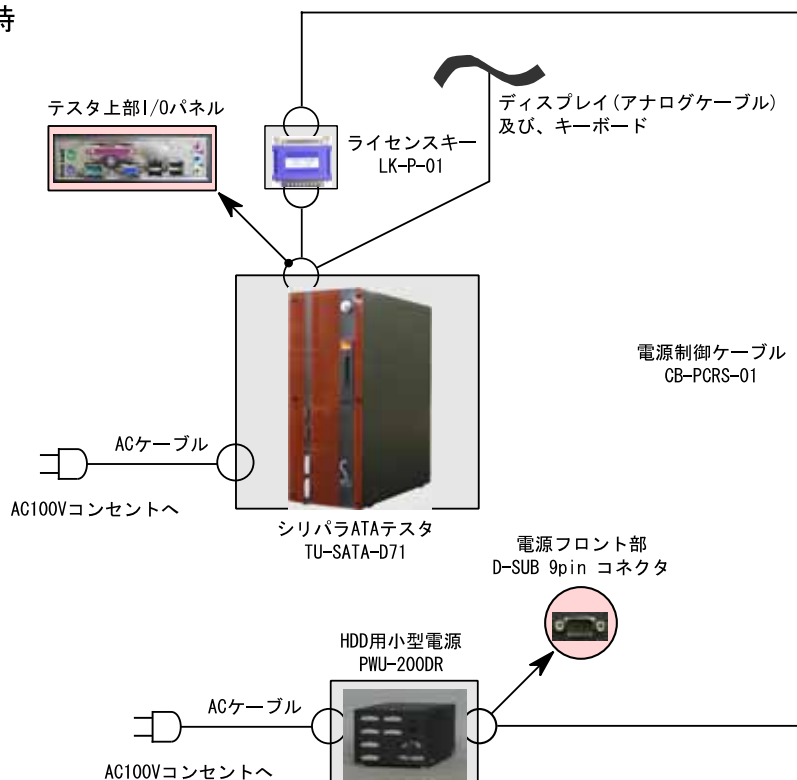 時
テスタ上部I/Oパネル
ライセンスキー
LK-P-01
ディスプレイ(アナログケーブル)
及び、キーボード
電源制御ケーブル
CB-PCRS-01
ACケーブル
AC100Vコンセントへ
シリパラATAテスタ
TU-SATA-D71
電源フロント部
D-SUB 9pin コネクタ
HDD用小型電源
PWU-200DR
ACケーブル
AC100Vコンセントへ